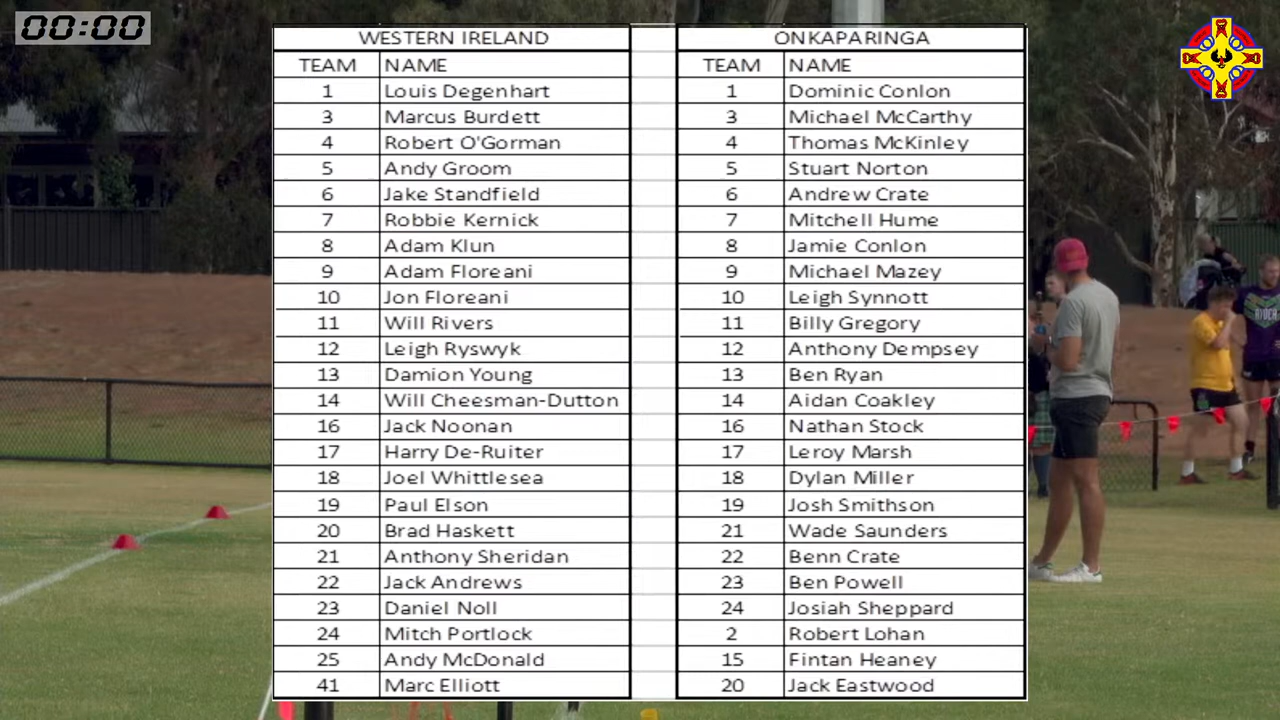 00:00
WESTERN IRELAND
TEAM NAME
1 Louis Degenhart
3 Marcus Burdett
4 Robert O'Gorman
5 Andy Groom
6 Jake Standfield
7 Robbie Kernick
8 Adam Klun
9 Adam Floreani
10 Jon Floreani
11 Will Rivers
12 Leigh Ryswyk
13 Damion Young
14 Will Cheesman-Dutton
16 Jack Noonan
17 Harry De-Ruiter
18 Joel Whittlesea
19 Paul Elson
20 Brad Haskett
21 Anthony Sheridan
22 Jack Andrews
23 Daniel Noll
24 Mitch Portlock
25 Andy McDonald
41 Marc Elliott
ONKAPARINGA
TEAM NAME
1 Dominic Conlon
3 Michael McCarthy
4 Thomas McKinley
5 Stuart Norton
6 Andrew Crate
7 Mitchell Hume
8 Jamie Conlon
9 Michael Mazey
10 Leigh Synnott
11 Billy Gregory
12 Anthony Dempsey
13 Ben Ryan
14 Aidan Coakley
16 Nathan Stock
17 Leroy Marsh
18 Dylan Miller
19 Josh Smithson
21 Wade Saunders
22 Benn Crate
23 Ben Powell
24 Josiah Sheppard
2 Robert Lohan
15 Fintan Heaney
20 Jack Eastwood